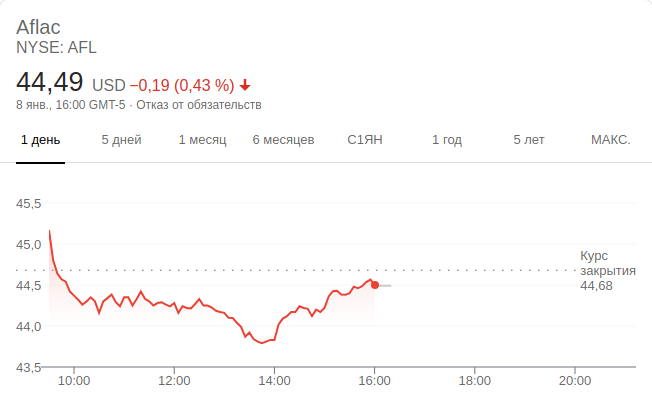 Aflac
NYSE: AFL
44,49 USD −0,19 (0,43 %)
8 янв., 16:00 GMT-5 · Отказ от обязательств
1 день 5 дней 1 месяц 6 месяцев С1ЯН 1 год 5 лет МАКС.
45,5
45,0
Курс
закрытия
44,5 44,68
44,0
43,5
10:00 12:00 14:00 16:00 18:00 20:00